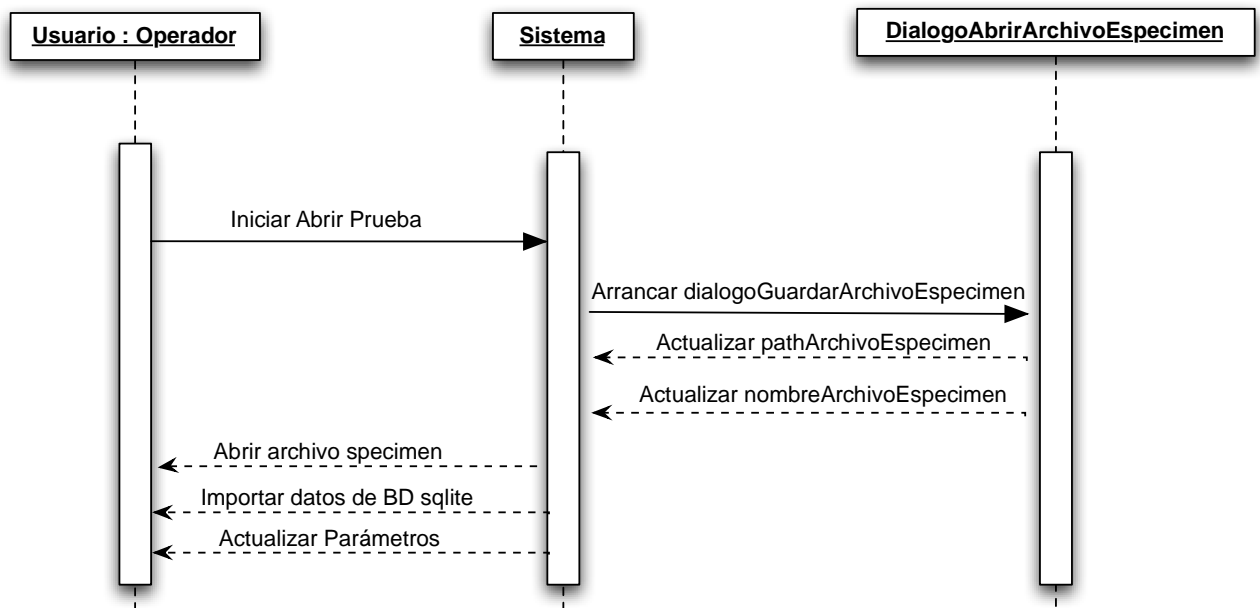 Usuario : Operador
Sistema
DialogoAbrirArchivoEspecimen
Iniciar Abrir Prueba
Arrancar dialogoGuardarArchivoEspecimen
Actualizar pathArchivoEspecimen
Actualizar nombreArchivoEspecimen
Abrir archivo specimen
Importar datos de BD sqlite
Actualizar Parámetros